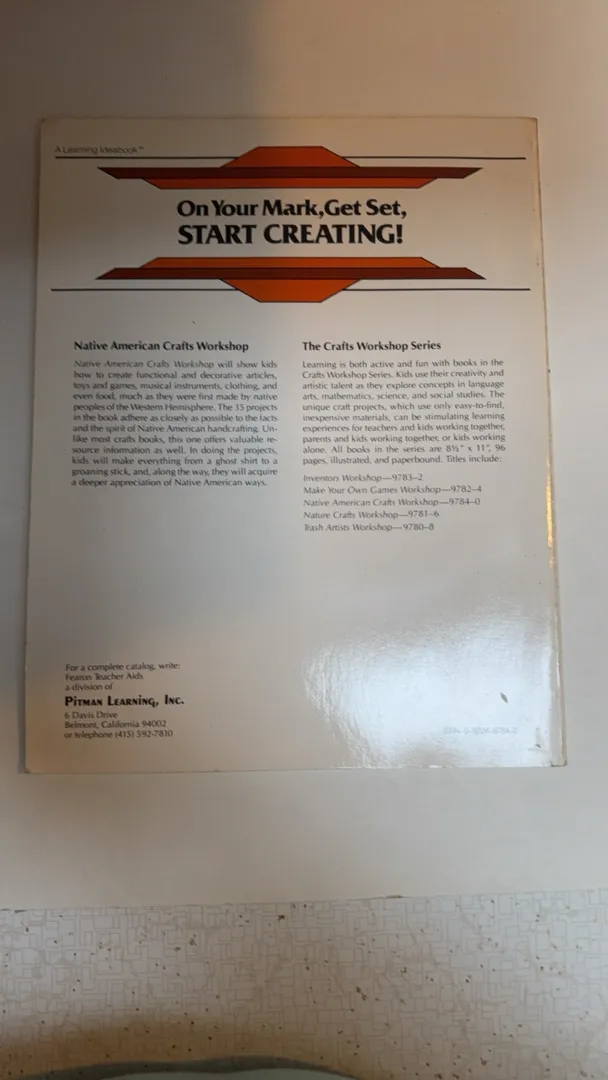 A Learning Ideabook™
On Your Mark,Get Set,
START CREATING!
Native American Crafts Workshop
Native American Crafts Workshop will show kids
how to create functional and decorative articles,
toys and games, musical instruments, clothing, and
even food, much as they were first made by native
peoples of the Western Hemisphere. The 35 projects
in the book adhere as closely as possible to the facts
and the spirit of Native American handcrafting. Un-
like most crafts books, this one offers valuable re-
source information as well. In doing the projects,
kids will make everything from a ghost shirt to a
groaning stick, and, along the way, they will acquire
a deeper appreciation of Native American ways.
The Crafts Workshop Series
Learning is both active and fun with books in the
Crafts Workshop Series. Kids use their creativity and
artistic talent as they explore concepts in language
arts, mathematics, science, and social studies. The
unique craft projects, which use only easy-to-find,
inexpensive materials, can be stimulating learning
experiences for teachers and kids working together,
parents and kids working together, or kids working
alone. All books in the series are 8½" x 11", 96
pages, illustrated, and paperbound. Titles include:
Inventors Workshop—9783–2
Make Your Own Games Workshop—9782–4
Native American Crafts Workshop—9784–0
Nature Crafts Workshop—9781–6
Trash Artists Workshop—9780–8
For a complete catalog, write:
Fearon Teacher Aids
a division of
PITMAN LEARNING, INC.
6 Davis Drive
Belmont, California 94002
or telephone (415) 592-7810